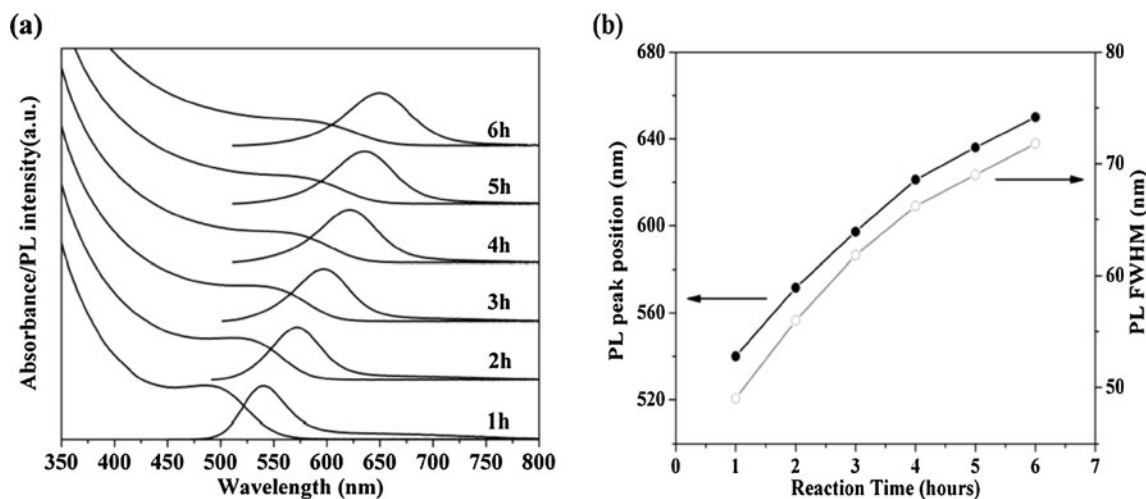 (a)
Absorbance/PL intensity(a.u.)
6h
5h
4h
3h
2h
1h
350 400 450 500 550 600 650 700 750 800
Wavelength (nm)
(b)
PL peak position (nm)
680
640
600
560
520
80
70
60
50
PL FWHM (nm)
0 1 2 3 4 5 6 7
Reaction Time (hours)